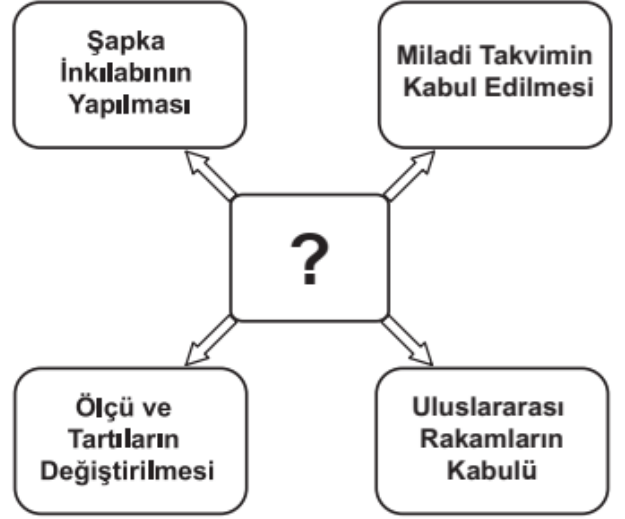 Şapka
İnkılabının
Yapılması
Miladi Takvimin
Kabul Edilmesi
?
Ölçü ve
Tartıların
Değiştirilmesi
Uluslararası
Rakamların
Kabulü